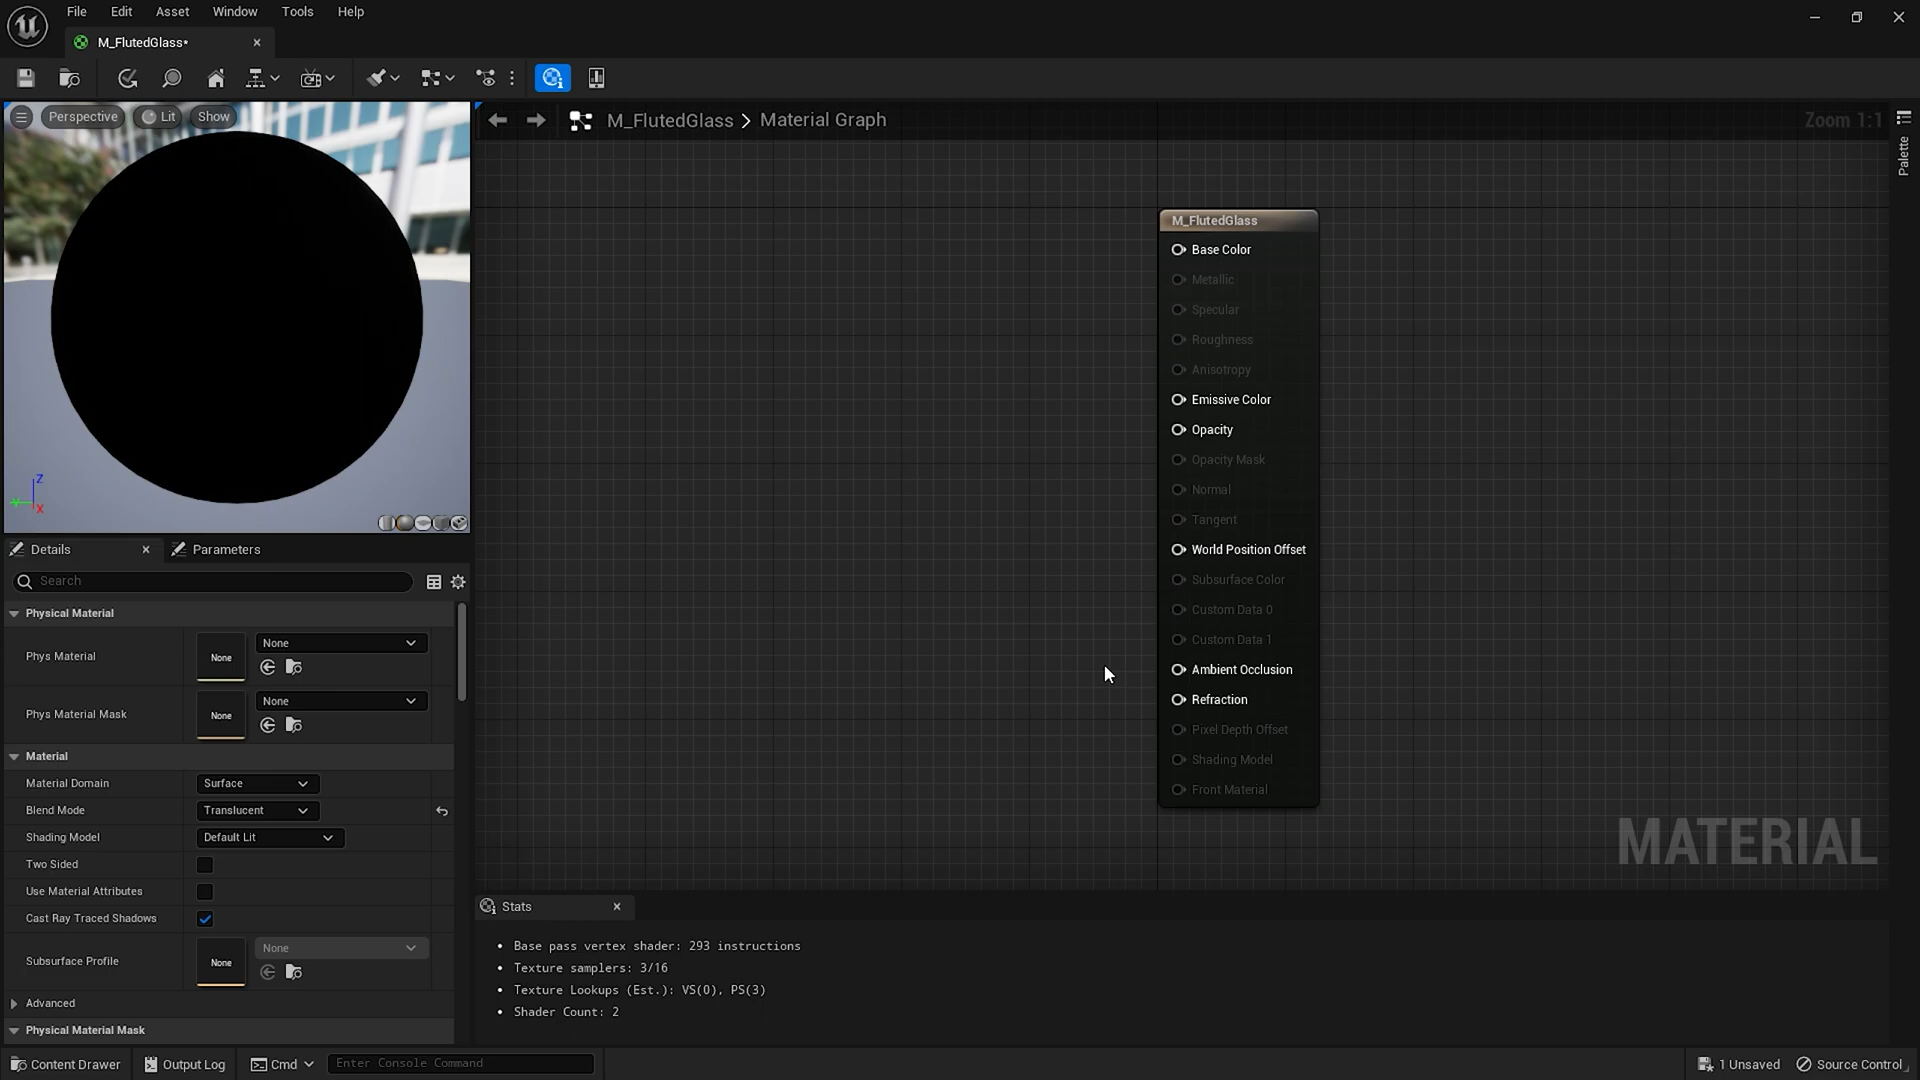 File Edit Asset Window Tools Help
M_FlutedGlass*
Perspective Lit Show
M_FlutedGlass > Material Graph
Zoom 1:1
Palette
M_FlutedGlass
Base Color
Metallic
Specular
Roughness
Anisotropy
Emissive Color
Opacity
Opacity Mask
Normal
Tangent
World Position Offset
Subsurface Color
Custom Data 0
Custom Data 1
Ambient Occlusion
Refraction
Pixel Depth Offset
Shading Model
Front Material
MATERIAL
Z
Y
X
Details Parameters
Search
Physical Material
Phys Material None None
Phys Material Mask None None
Material
Material Domain Surface
Blend Mode Translucent
Shading Model Default Lit
Two Sided
Use Material Attributes
Cast Ray Traced Shadows
Subsurface Profile None None
Advanced
Physical Material Mask
Stats
• Base pass vertex shader: 293 instructions
• Texture samplers: 3/16
• Texture Lookups (Est.): VS(0), PS(3)
• Shader Count: 2
Content Drawer Output Log Cmd Enter Console Command 1 Unsaved Source Control